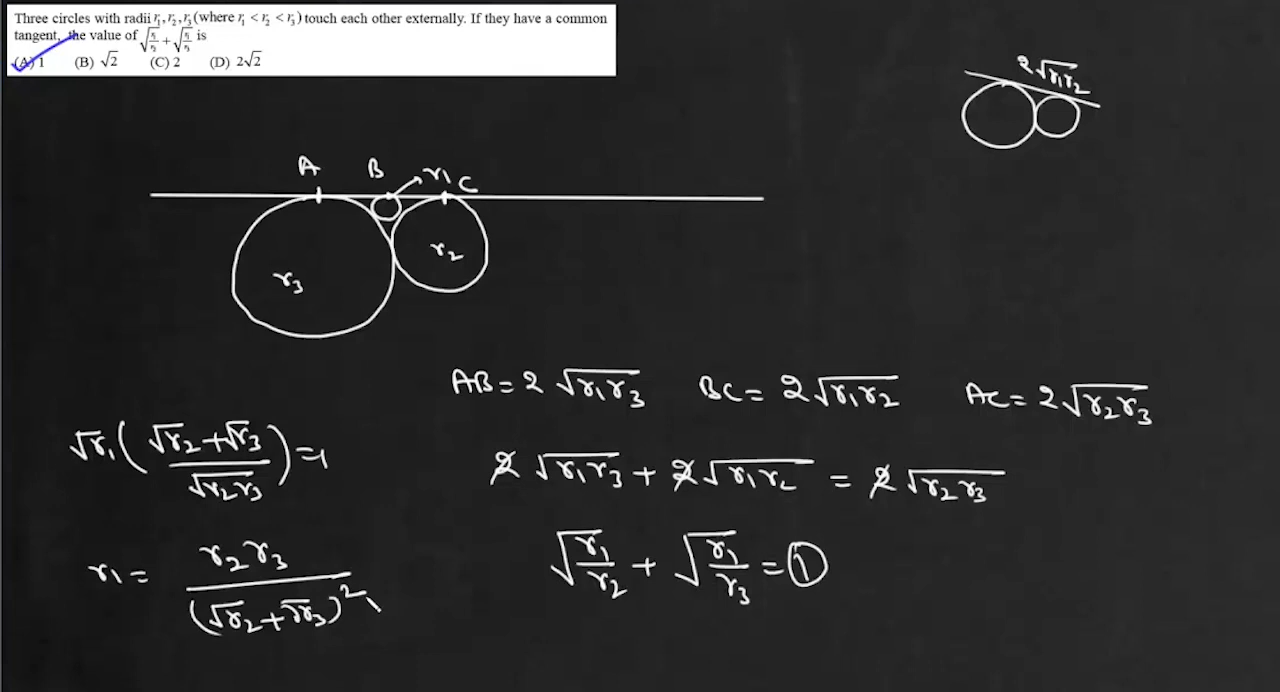 Three circles with radii r₁, r₂, r₃ (where r₁ < r₂ < r₃) touch each other externally. If they have a common
tangent, the value of √(r₁/r₂) + √(r₁/r₃) is
(A) 1 (B) √2 (C) 2 (D) 2√2
2√r₁r₂
A B r₁ C
r₂
r₃
AB = 2√r₁r₃ BC = 2√r₁r₂ AC = 2√r₂r₃
√r₁((√r₂+√r₃)/√r₂r₃) = 1
2√r₁r₃ + 2√r₁r₂ = 2√r₂r₃
r₁ = r₂r₃/(√r₂+√r₃)²
√(r₁/r₂) + √(r₁/r₃) = 1